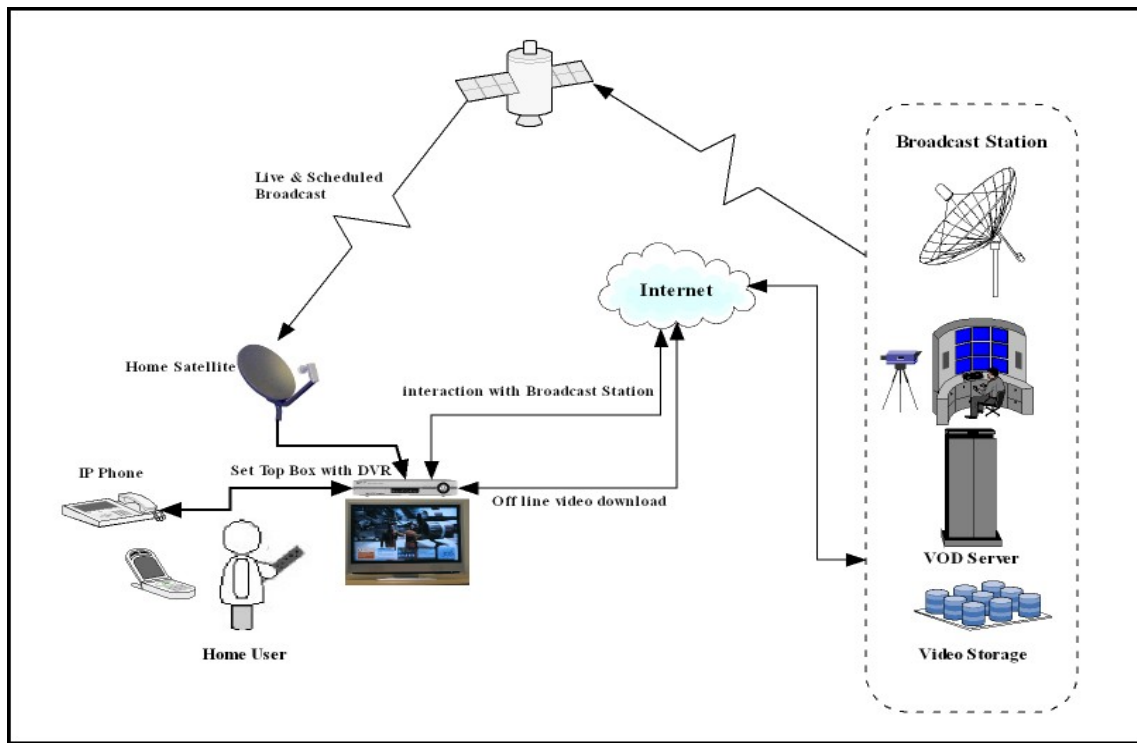 Broadcast Station
Live & Scheduled
Broadcast
Internet
Home Satellite
interaction with Broadcast Station
IP Phone
Set Top Box with DVR
Off line video download
VOD Server
Home User
Video Storage